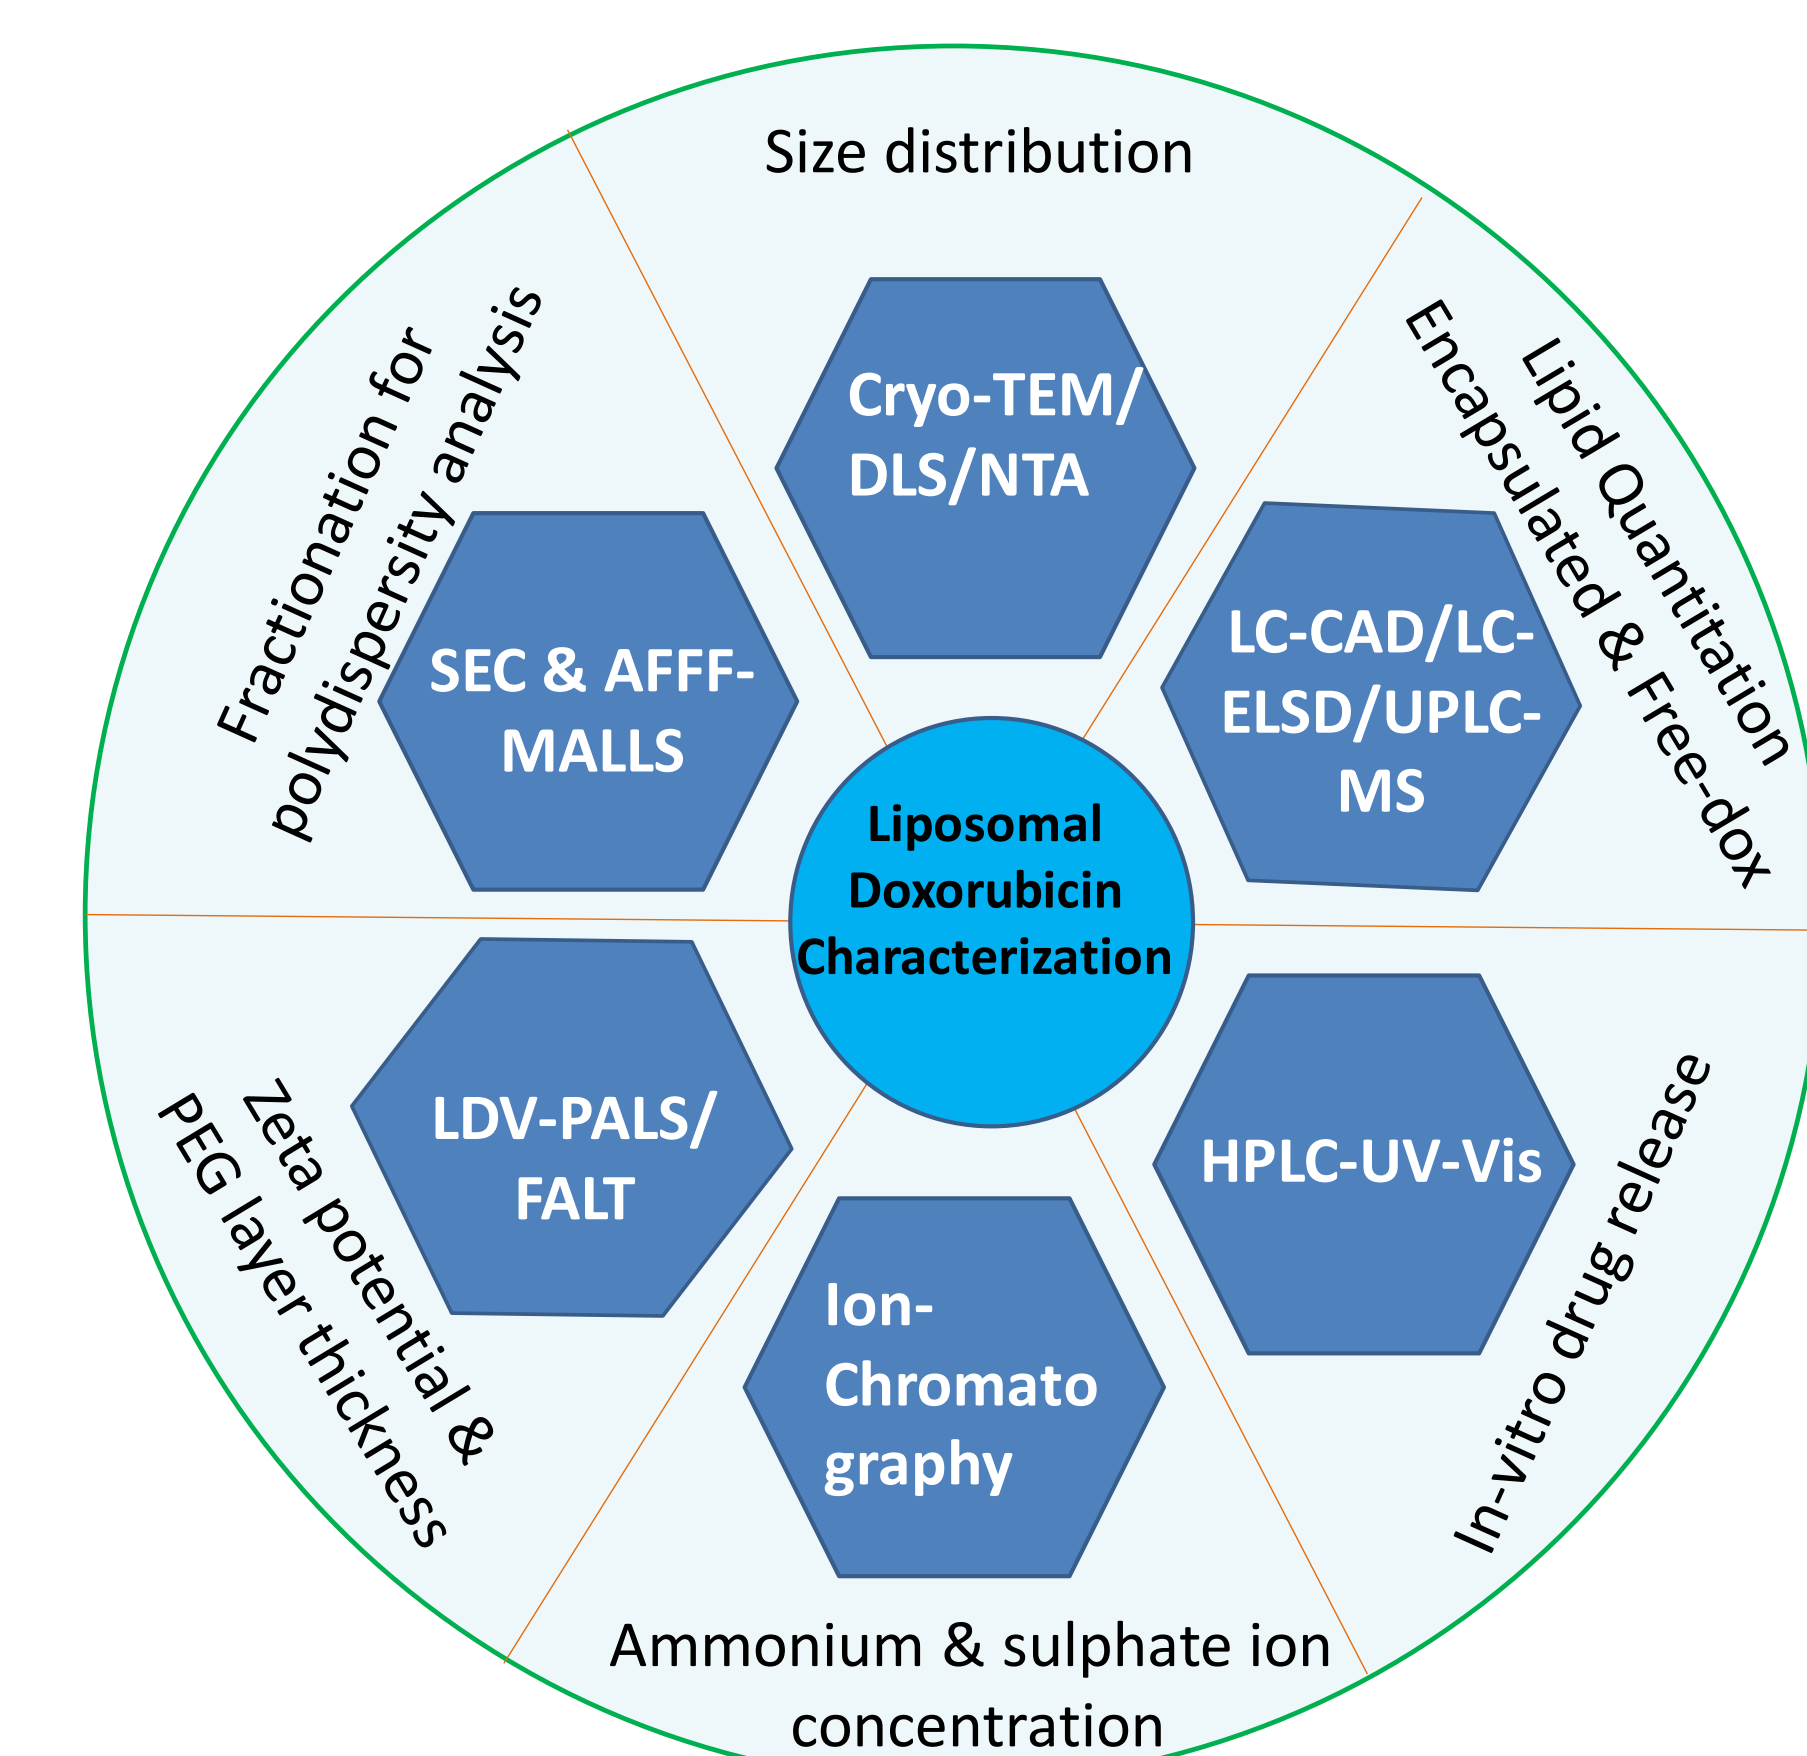 Size distribution
Cryo-TEM/
DLS/NTA
Lipid Quantitation
Encapsulated & Free-dox
LC-CAD/LC-
ELSD/UPLC-
MS
In-vitro drug release
HPLC-UV-Vis
Ammonium & sulphate ion
concentration
Ion-
Chromato
graphy
Zeta potential &
PEG layer thickness
LDV-PALS/
FALT
Fractionation for
polydispersity analysis
SEC & AFFF-
MALLS
Liposomal
Doxorubicin
Characterization